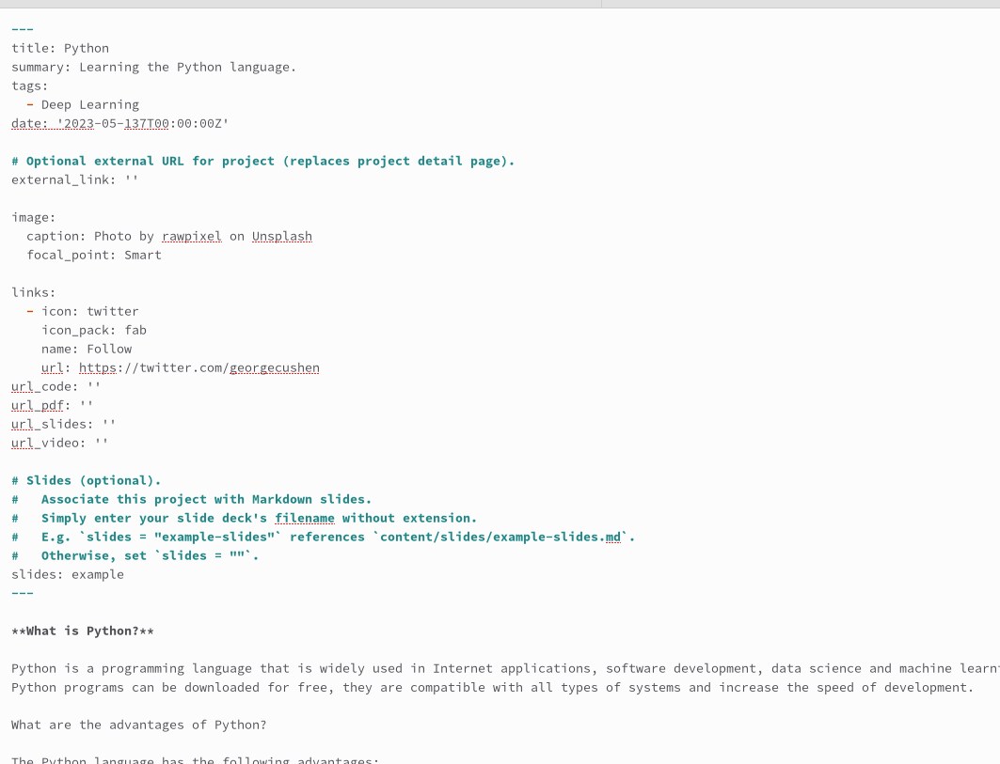 ---
title: Python
summary: Learning the Python language.
tags:
  - Deep Learning
date: '2023-05-137T00:00:00Z'

# Optional external URL for project (replaces project detail page).
external_link: ''

image:
  caption: Photo by rawpixel on Unsplash
  focal_point: Smart

links:
  - icon: twitter
    icon_pack: fab
    name: Follow
    url: https://twitter.com/georgecushen
url_code: ''
url_pdf: ''
url_slides: ''
url_video: ''

# Slides (optional).
#   Associate this project with Markdown slides.
#   Simply enter your slide deck's filename without extension.
#   E.g. `slides = "example-slides"` references `content/slides/example-slides.md`.
#   Otherwise, set `slides = ""`.
slides: example
---

**What is Python?**

Python is a programming language that is widely used in Internet applications, software development, data science and machine learn
Python programs can be downloaded for free, they are compatible with all types of systems and increase the speed of development.

What are the advantages of Python?

The Python language has the following advantages: